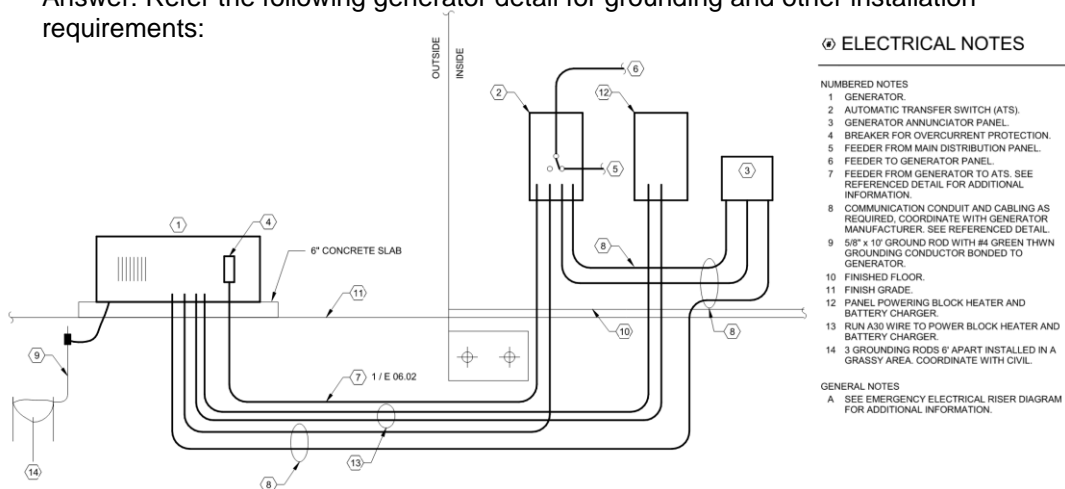 Answer: Refer the following generator detail for grounding and other installation
requirements:
OUTSIDE
INSIDE
6
2
12
5
3
1
4
6" CONCRETE SLAB
8
11
10
8
9
7 1 / E 06.02
14
8
13
# ELECTRICAL NOTES
NUMBERED NOTES
1 GENERATOR.
2 AUTOMATIC TRANSFER SWITCH (ATS).
3 GENERATOR ANNUNCIATOR PANEL.
4 BREAKER FOR OVERCURRENT PROTECTION.
5 FEEDER FROM MAIN DISTRIBUTION PANEL.
6 FEEDER TO GENERATOR PANEL.
7 FEEDER FROM GENERATOR TO ATS. SEE
REFERENCED DETAIL FOR ADDITIONAL
INFORMATION.
8 COMMUNICATION CONDUIT AND CABLING AS
REQUIRED, COORDINATE WITH GENERATOR
MANUFACTURER. SEE REFERENCED DETAIL.
9 5/8" x 10' GROUND ROD WITH #4 GREEN THWN
GROUNDING CONDUCTOR BONDED TO
GENERATOR.
10 FINISHED FLOOR.
11 FINISH GRADE.
12 PANEL POWERING BLOCK HEATER AND
BATTERY CHARGER.
13 RUN A30 WIRE TO POWER BLOCK HEATER AND
BATTERY CHARGER.
14 3 GROUNDING RODS 6' APART INSTALLED IN A
GRASSY AREA. COORDINATE WITH CIVIL.
GENERAL NOTES
A SEE EMERGENCY ELECTRICAL RISER DIAGRAM
FOR ADDITIONAL INFORMATION.